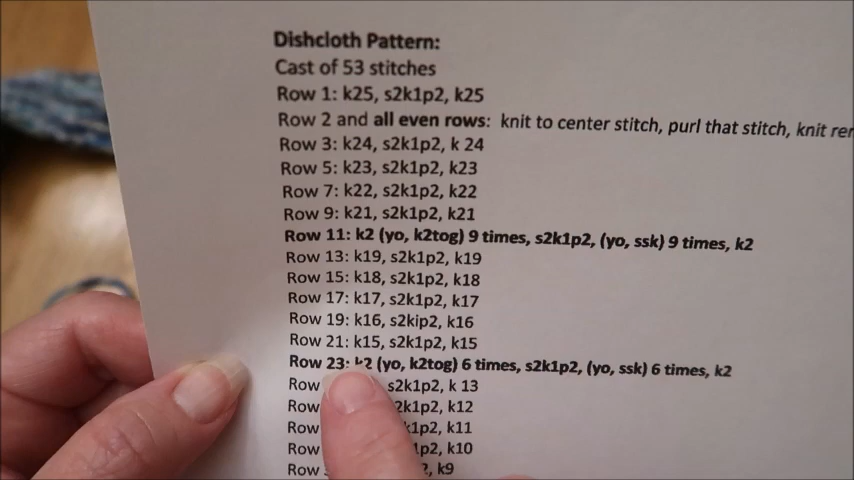 Dishcloth Pattern:
Cast of 53 stitches
Row 1: k25, s2k1p2, k25
Row 2 and all even rows: knit to center stitch, purl that stitch, knit
Row 3: k24, s2k1p2, k 24
Row 5: k23, s2k1p2, k23
Row 7: k22, s2k1p2, k22
Row 9: k21, s2k1p2, k21
Row 11: k2 (yo, k2tog) 9 times, s2k1p2, (yo, ssk) 9 times, k2
Row 13: k19, s2k1p2, k19
Row 15: k18, s2k1p2, k18
Row 17: k17, s2k1p2, k17
Row 19: k16, s2kip2, k16
Row 21: k15, s2k1p2, k15
Row 23: k2 (yo, k2tog) 6 times, s2k1p2, (yo, ssk) 6 times, k2
Row s2k1p2, k 13
Row 2k1p2, k12
Row k1p2, k11
Row 1p2, k10
Row 2, k9